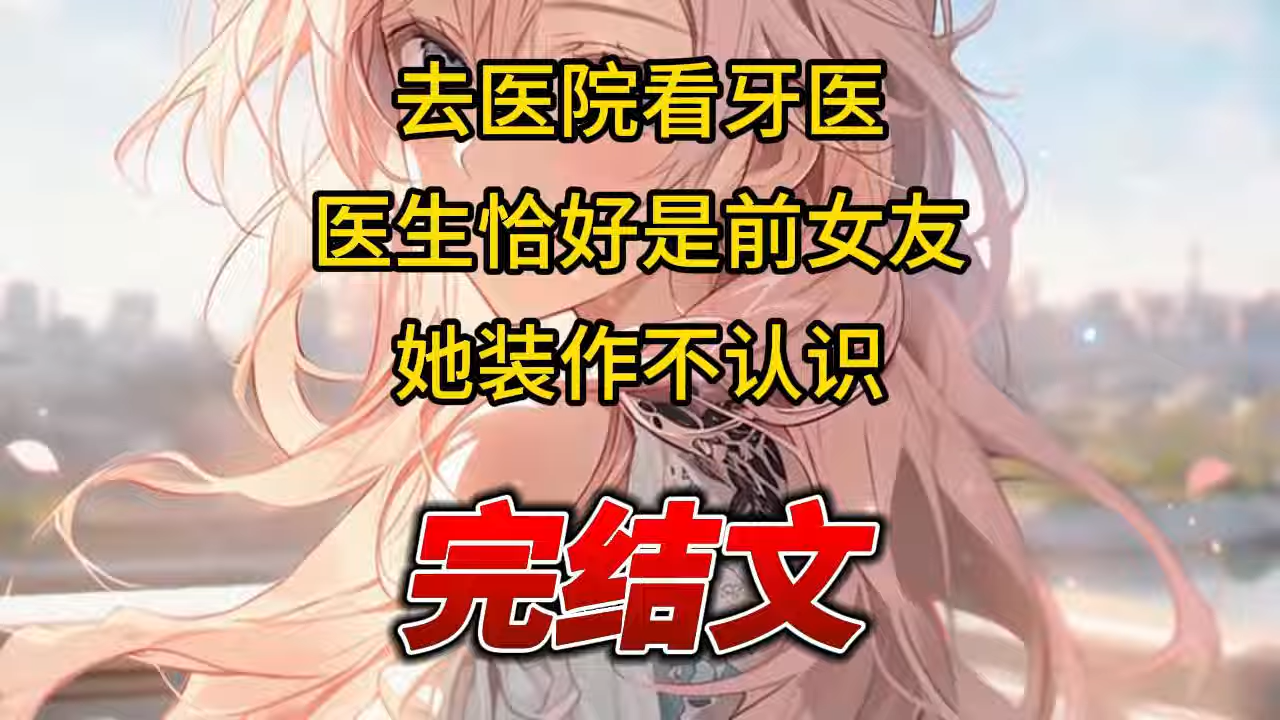 去医院看牙医
医生恰好是前女友
她装作不认识
完结文